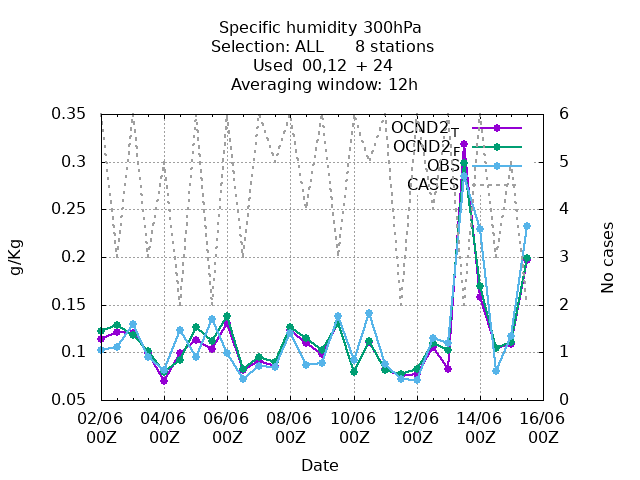 Specific humidity 300hPa
Selection: ALL 8 stations
Used 00,12 + 24
Averaging window: 12h
0.35
0.3
0.25
0.2
0.15
0.1
0.05
g/Kg
OCND2T
OCND2F
OBS
CASES
6
5
4
3
2
1
0
No cases
02/06 04/06 06/06 08/06 10/06 12/06 14/06 16/06
00Z 00Z 00Z 00Z 00Z 00Z 00Z 00Z
Date